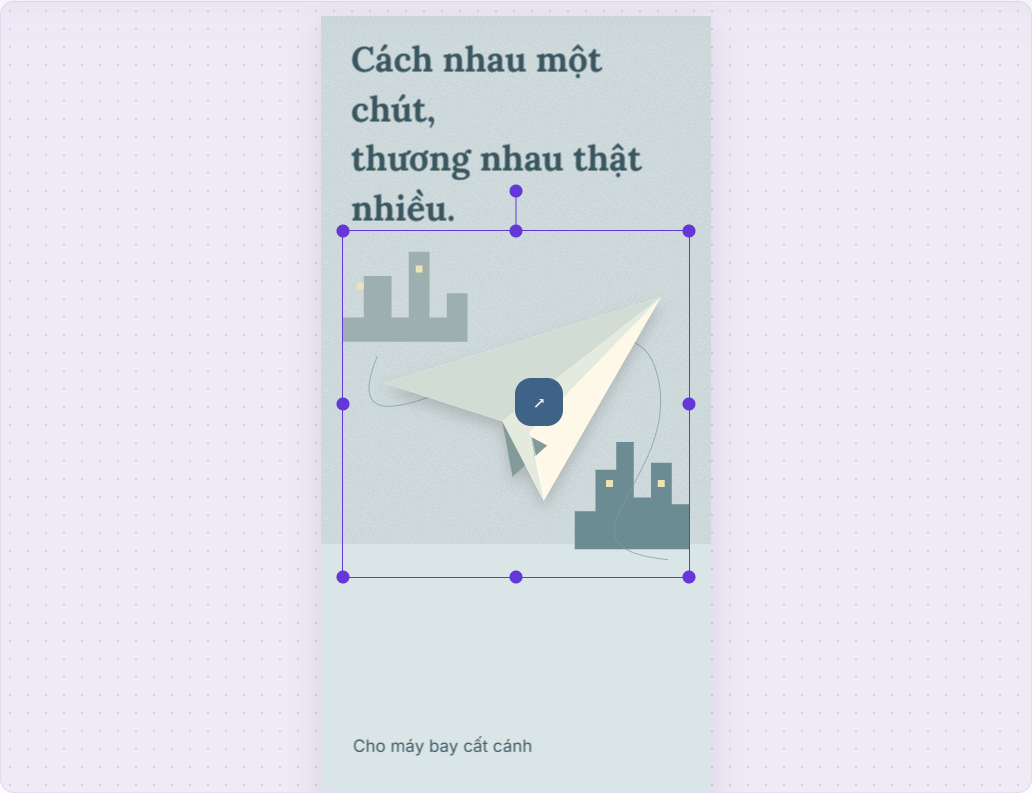 Cách nhau một
chút,
thương nhau thật
nhiều.
↗
Cho máy bay cất cánh